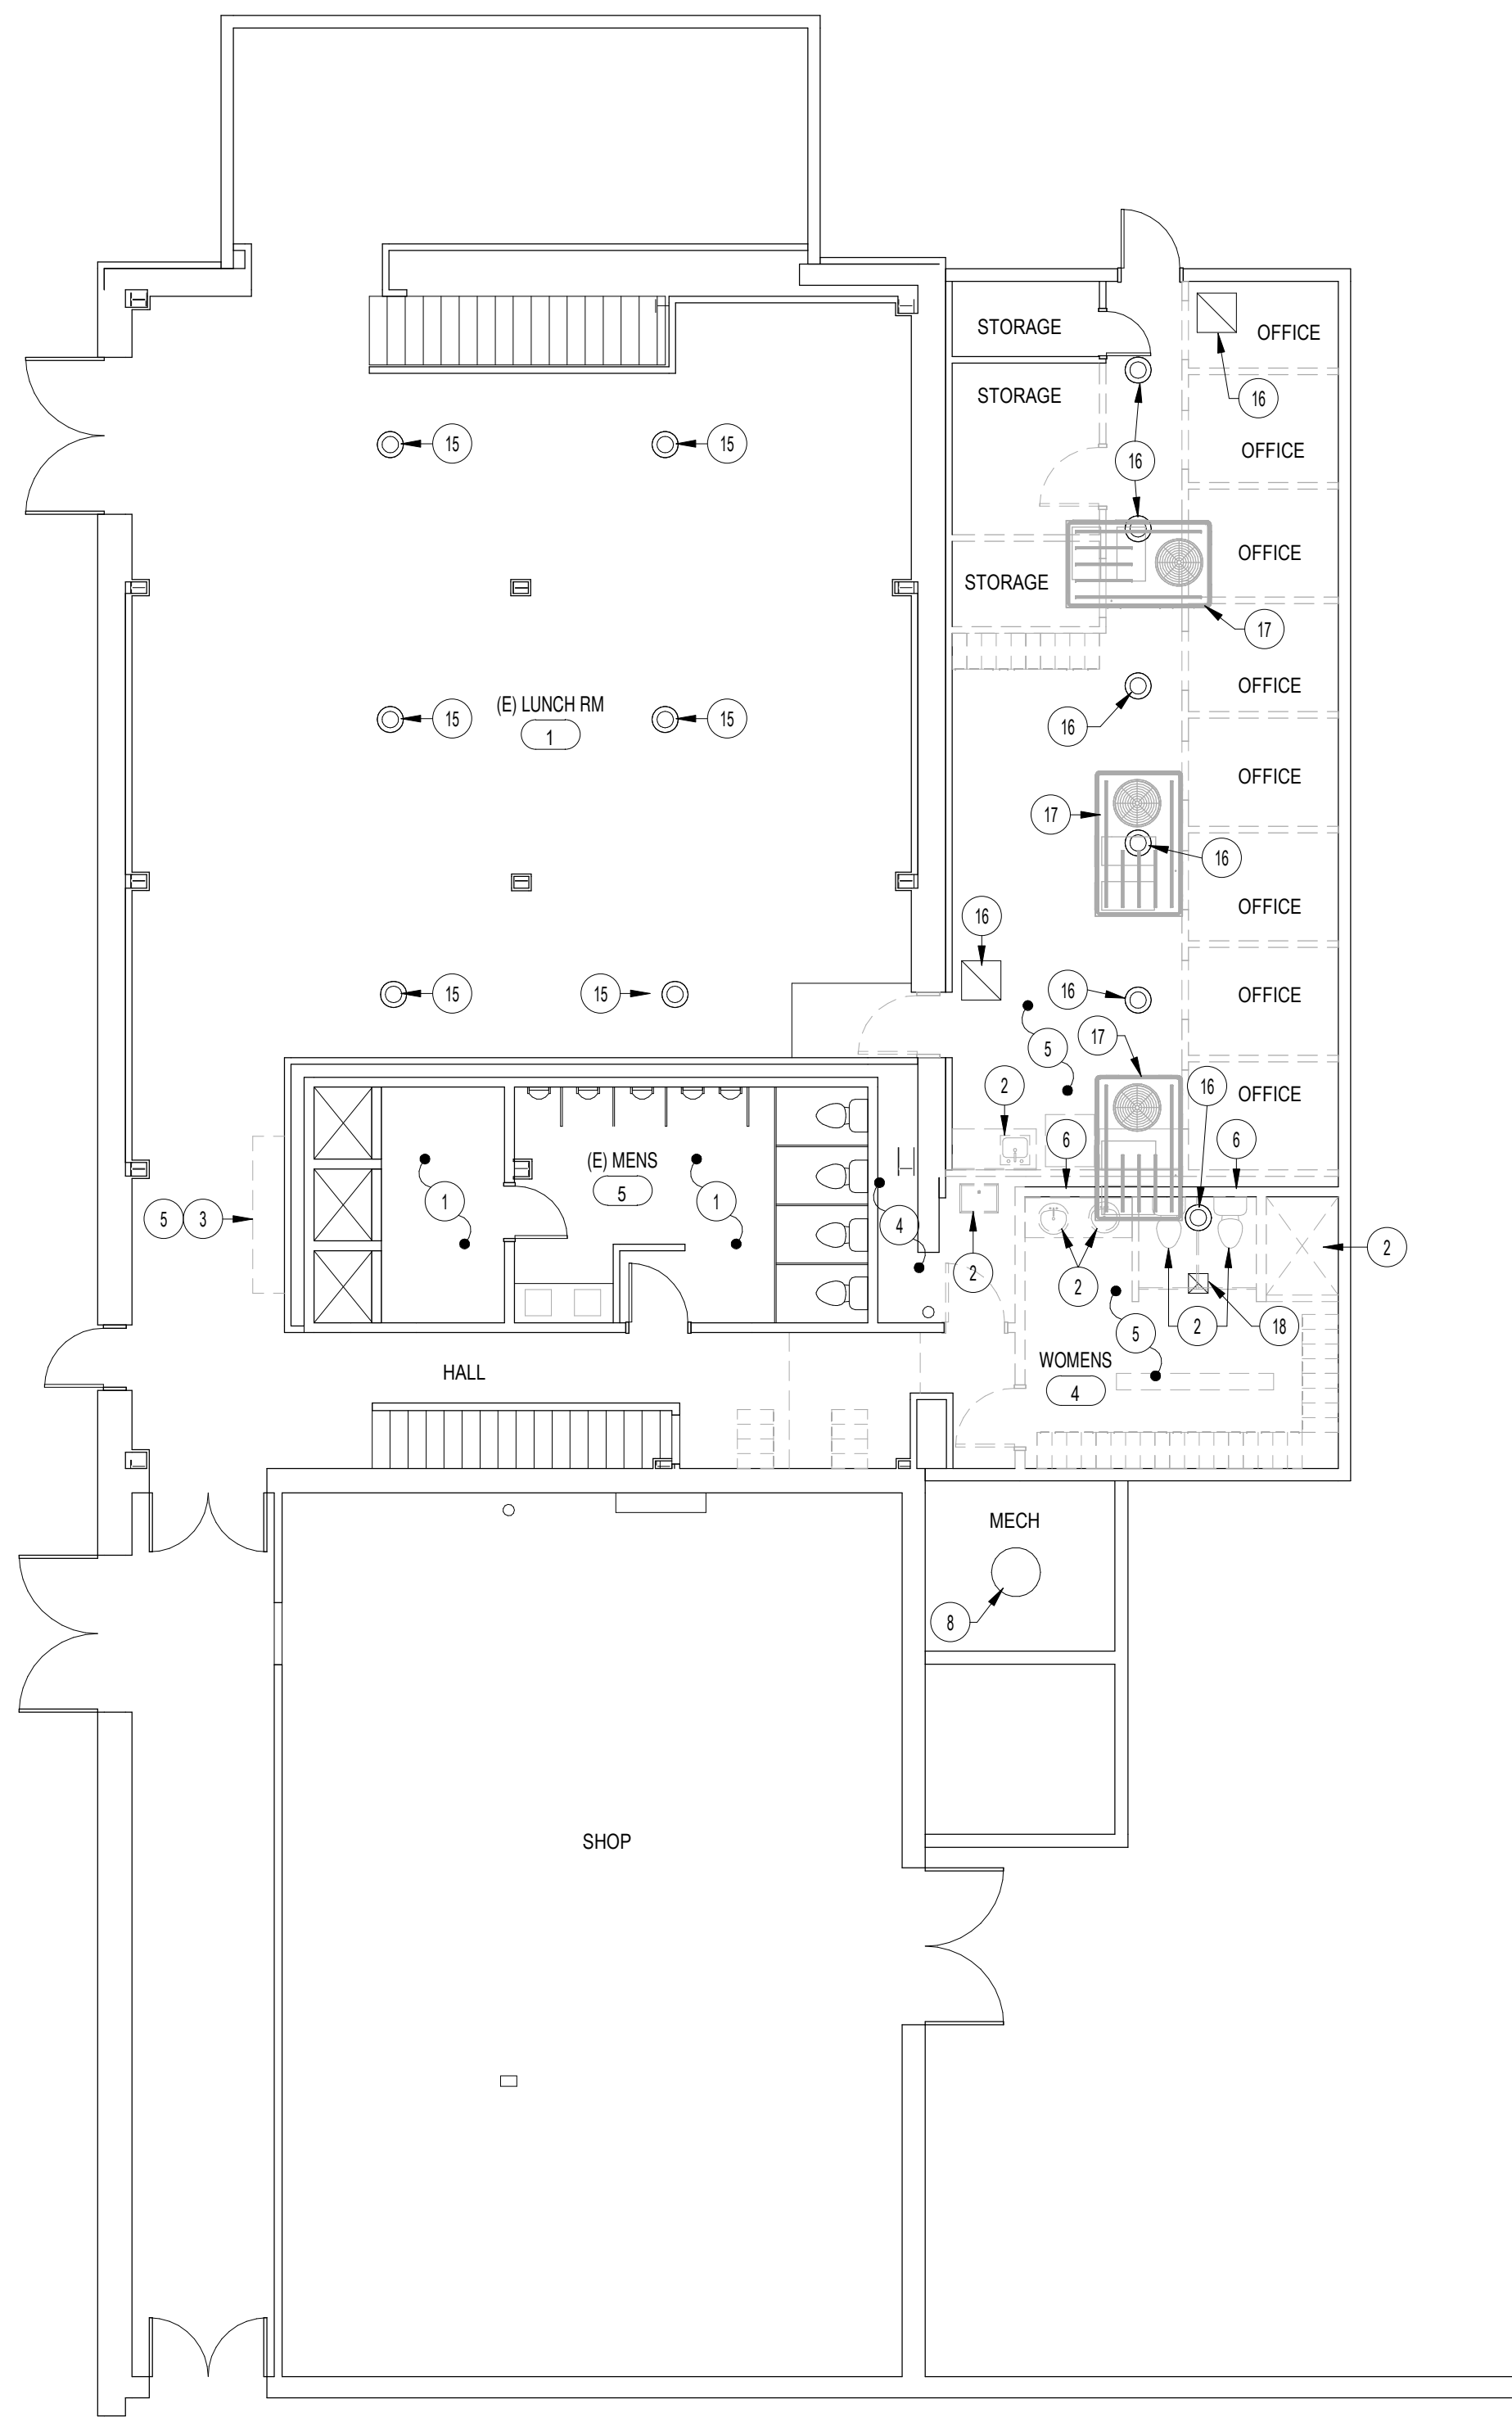 STORAGE
OFFICE
STORAGE
16
15
15
OFFICE
16
OFFICE
STORAGE
17
OFFICE
(E) LUNCH RM
1
15
15
16
OFFICE
17
16
OFFICE
16
15
15
16
OFFICE
5
17
2
16
OFFICE
6
6
(E) MENS
5
1
1
5
3
4
2
2
2
5
2
18
WOMENS
4
HALL
MECH
8
SHOP